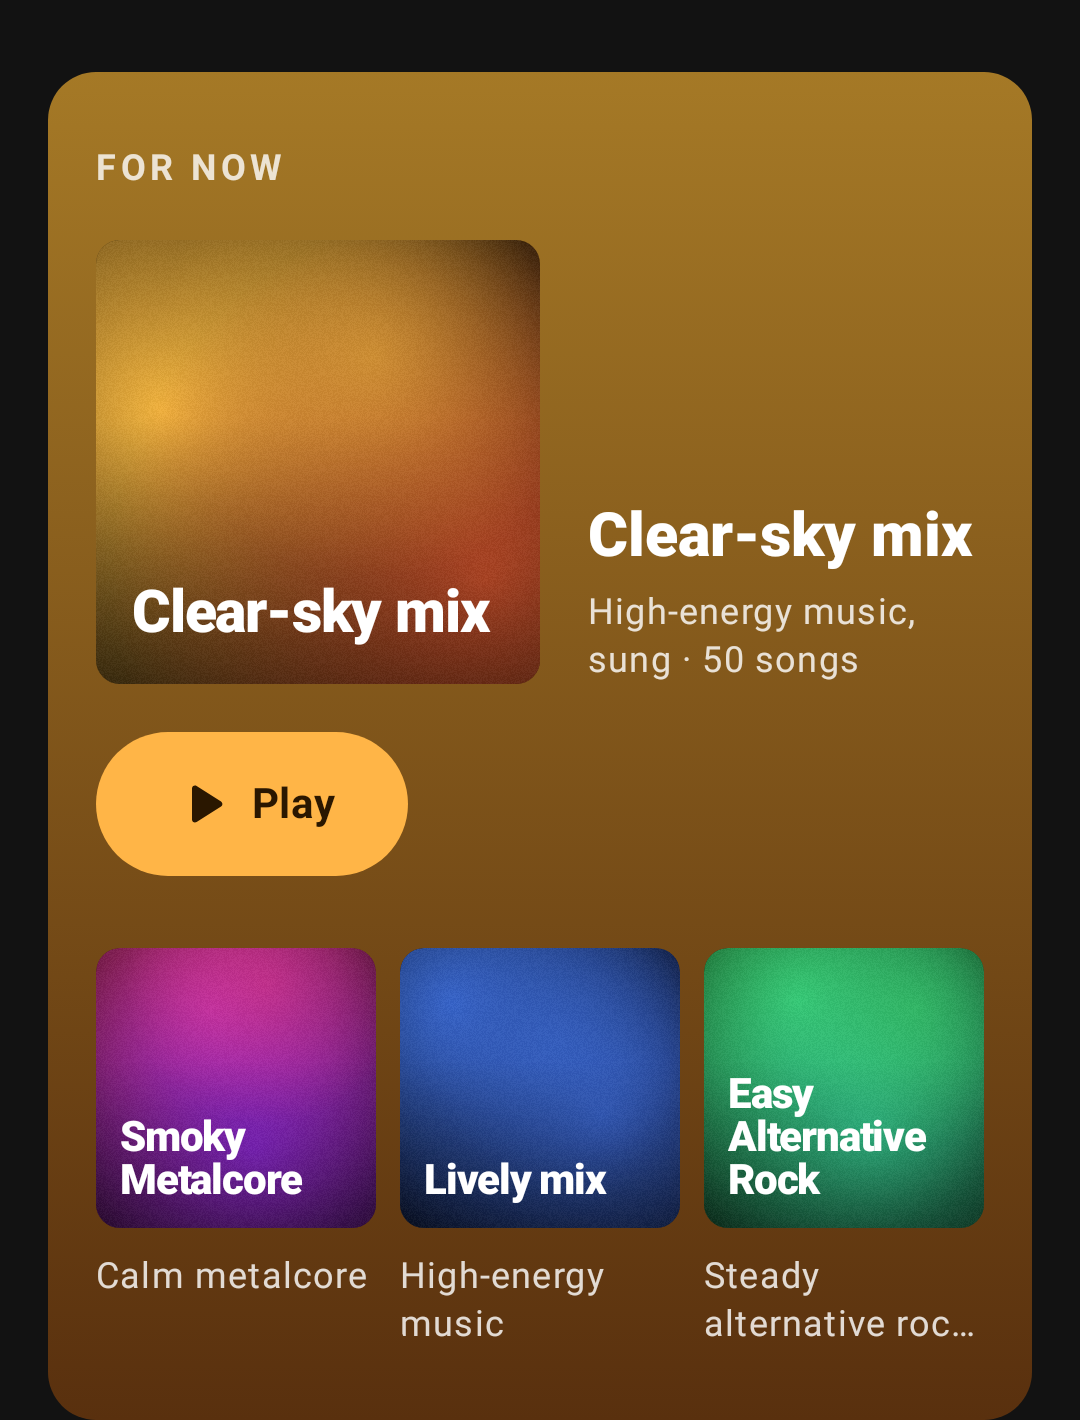 FOR NOW
Clear-sky mix
Clear-sky mix
High-energy music,
sung · 50 songs
Play
Smoky
Metalcore
Lively mix
Easy
Alternative
Rock
Calm metalcore
High-energy
music
Steady
alternative roc…